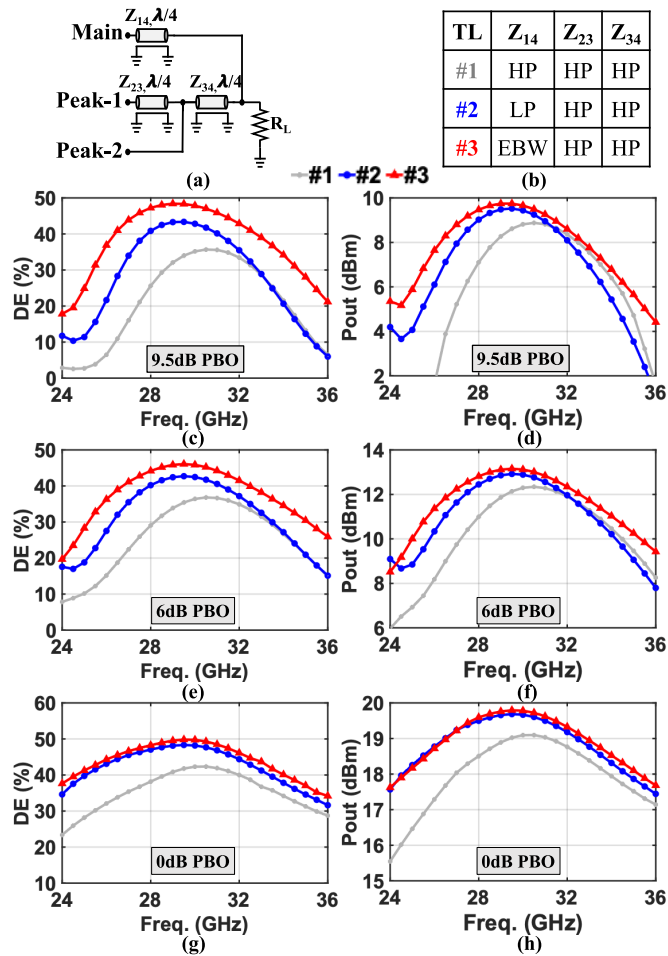 Z14,λ/4
Main
Z23,λ/4 Z34,λ/4
Peak-1
RL
Peak-2
(a)
TL Z14 Z23 Z34
#1 HP HP HP
#2 LP HP HP
#3 EBW HP HP
(b)
#1 #2 #3
50
40
30
20
10
0
DE (%)
9.5dB PBO
24 28 32 36
Freq. (GHz)
(c)
10
8
6
4
2
Pout (dBm)
9.5dB PBO
24 28 32 36
Freq. (GHz)
(d)
50
40
30
20
10
0
DE (%)
6dB PBO
24 28 32 36
Freq. (GHz)
(e)
14
12
10
8
6
Pout (dBm)
6dB PBO
24 28 32 36
Freq. (GHz)
(f)
60
50
40
30
20
10
DE (%)
0dB PBO
24 28 32 36
Freq. (GHz)
(g)
20
19
18
17
16
15
Pout (dBm)
0dB PBO
24 28 32 36
Freq. (GHz)
(h)